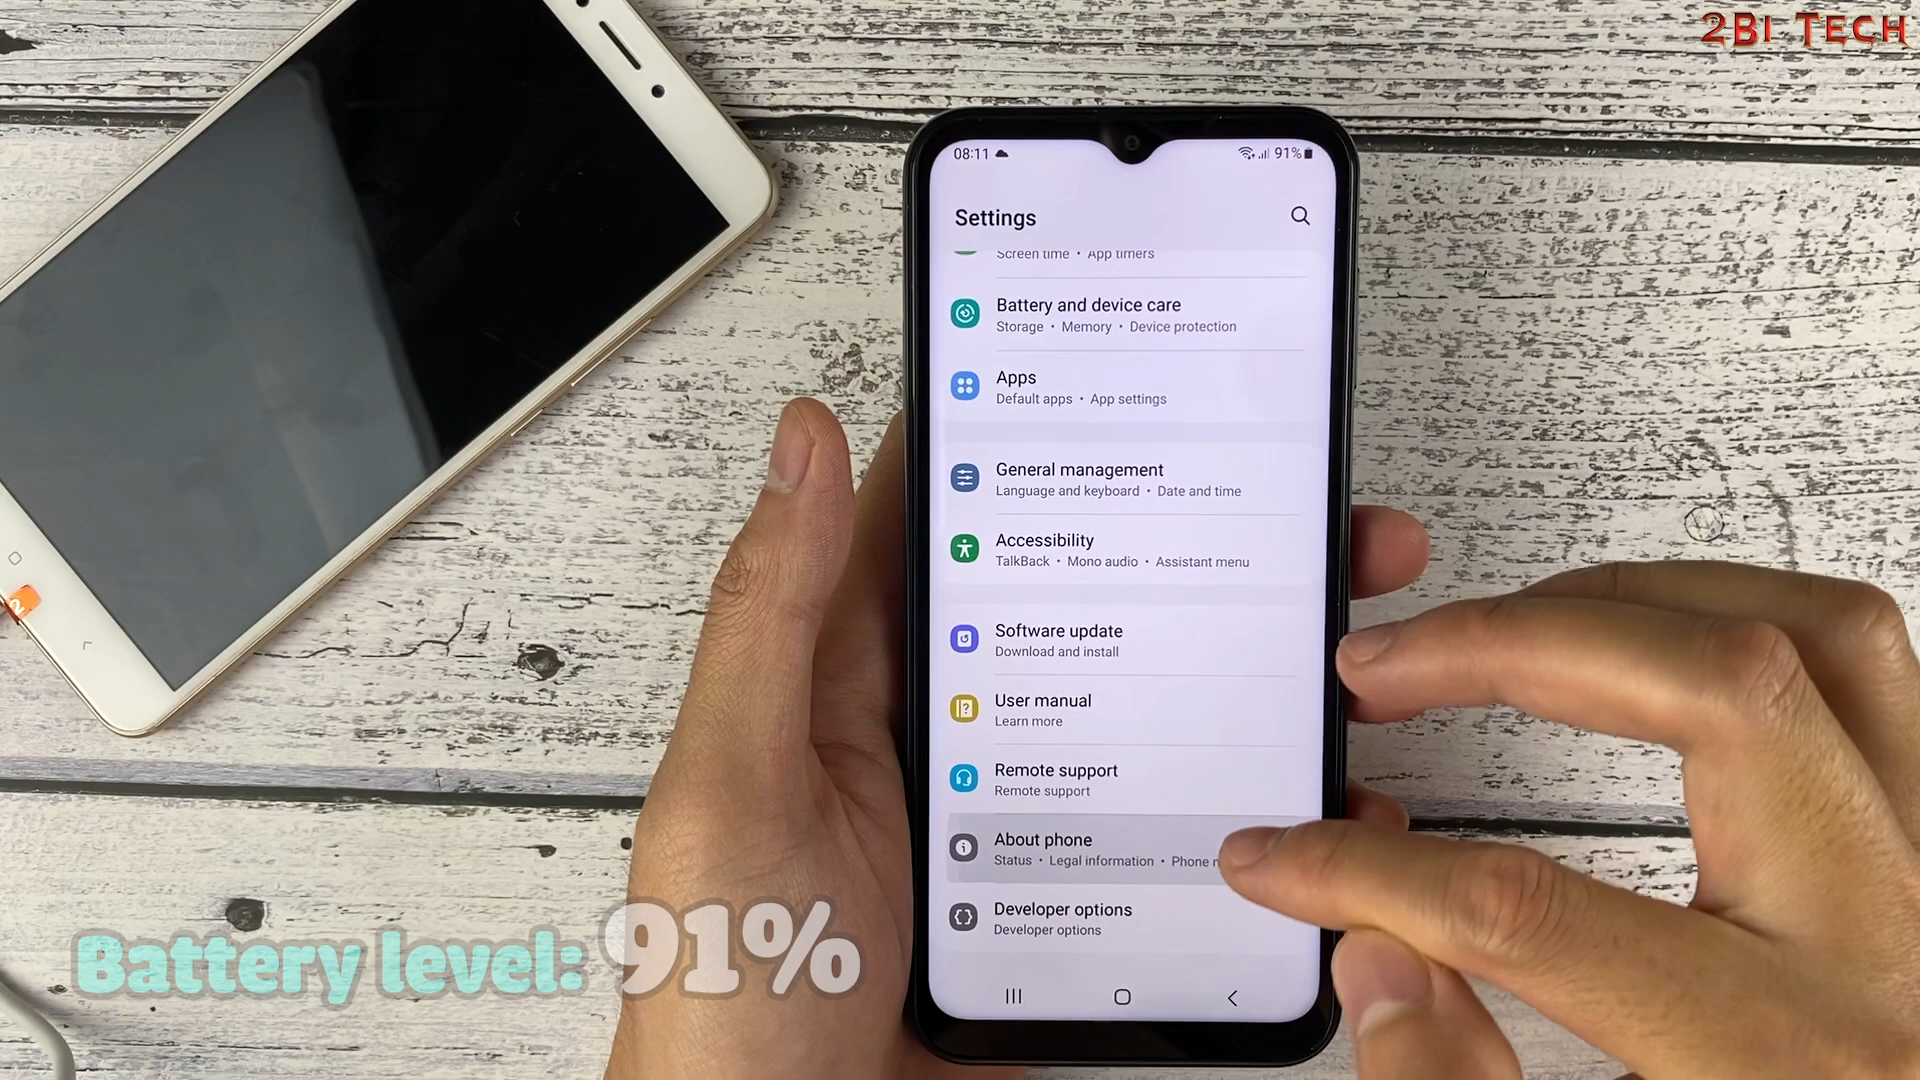 2Bi Tech
08:11
91%
Settings
Screen time • App timers
Battery and device care
Storage • Memory • Device protection
Apps
Default apps • App settings
General management
Language and keyboard • Date and time
Accessibility
TalkBack • Mono audio • Assistant menu
Software update
Download and install
User manual
Learn more
Remote support
Remote support
About phone
Status • Legal information • Phone
Developer options
Developer options
Battery level: 91%
2